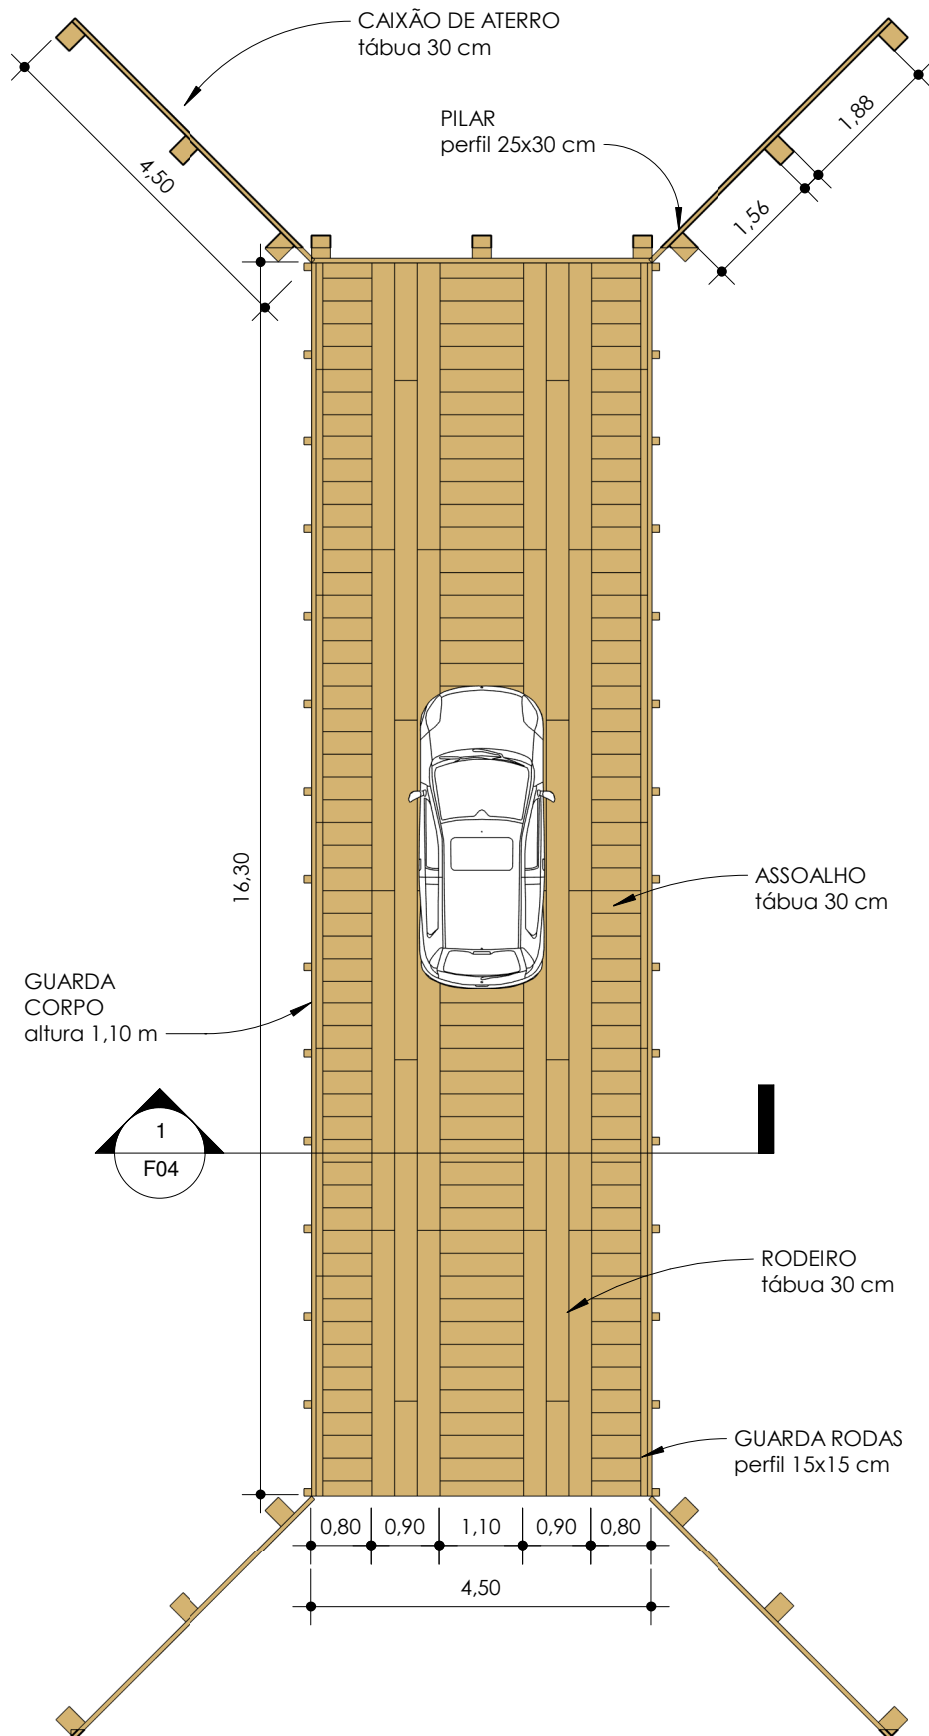 CAIXÃO DE ATERRO
tábua 30 cm
PILAR
perfil 25x30 cm
1,88
1,56
4,50
16,30
ASSOALHO
tábua 30 cm
GUARDA
CORPO
altura 1,10 m
1
F04
RODEIRO
tábua 30 cm
GUARDA RODAS
perfil 15x15 cm
0,80 0,90 1,10 0,90 0,80
4,50